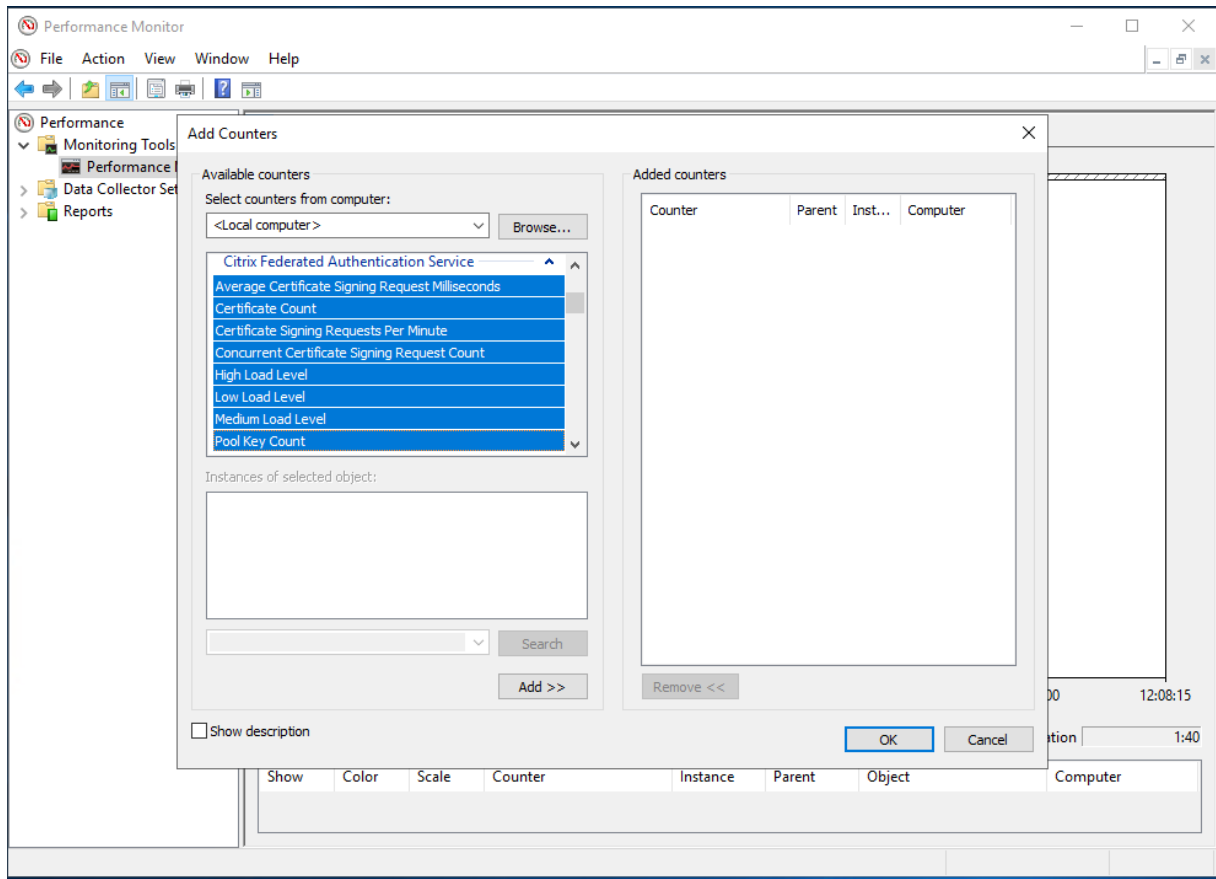 Performance Monitor
File Action View Window Help
Performance
Monitoring Tools
Performance
Data Collector Set
Reports
Add Counters
Available counters
Select counters from computer:
<Local computer>
Browse...
Citrix Federated Authentication Service
Average Certificate Signing Request Milliseconds
Certificate Count
Certificate Signing Requests Per Minute
Concurrent Certificate Signing Request Count
High Load Level
Low Load Level
Medium Load Level
Pool Key Count
Instances of selected object:
Search
Add >>
Show description
Added counters
Counter Parent Inst... Computer
Remove <<
OK Cancel
00 12:08:15
ation 1:40
Show Color Scale Counter Instance Parent Object Computer